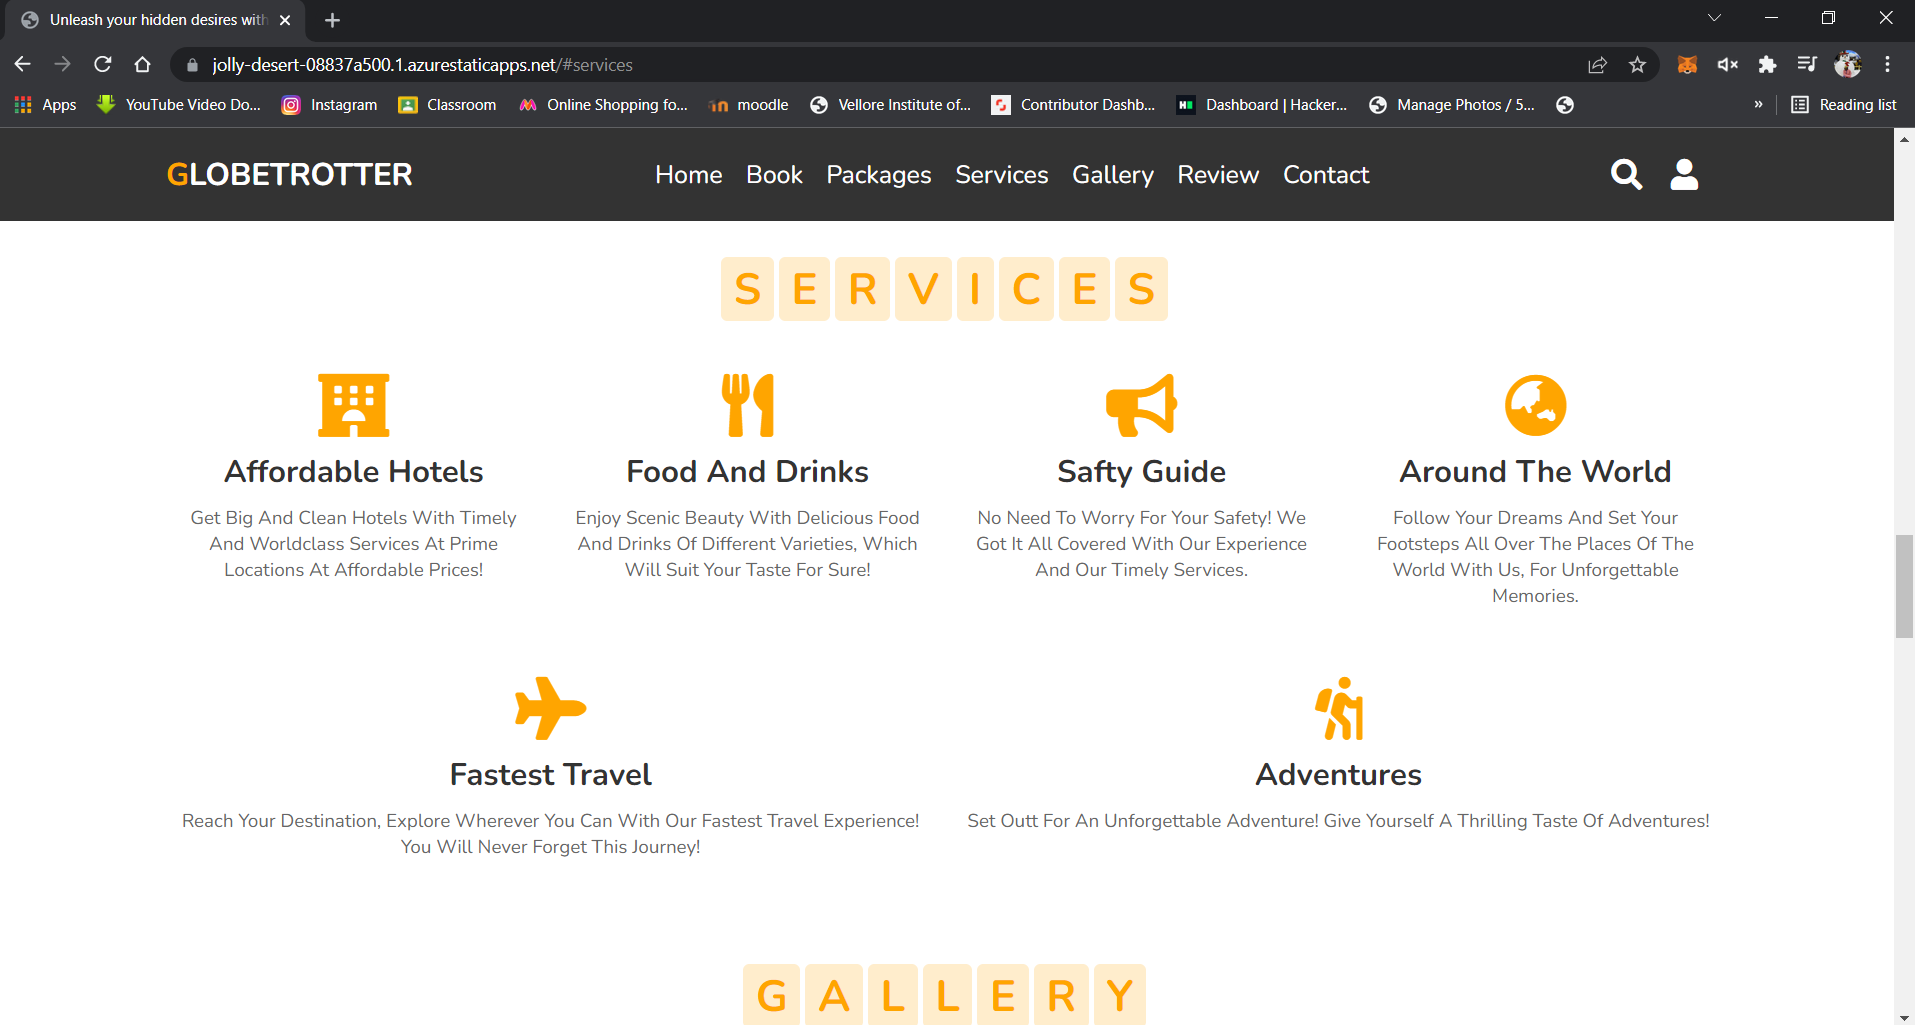 Unleash your hidden desires with
jolly-desert-08837a500.1.azurestaticapps.net/#services
Apps YouTube Video Do... Instagram Classroom Online Shopping fo... moodle Vellore Institute of... Contributor Dashb... Dashboard | Hacker... Manage Photos / 5... » Reading list
GLOBETROTTER Home Book Packages Services Gallery Review Contact
SERVICES
Affordable Hotels
Get Big And Clean Hotels With Timely
And Worldclass Services At Prime
Locations At Affordable Prices!
Food And Drinks
Enjoy Scenic Beauty With Delicious Food
And Drinks Of Different Varieties, Which
Will Suit Your Taste For Sure!
Safty Guide
No Need To Worry For Your Safety! We
Got It All Covered With Our Experience
And Our Timely Services.
Around The World
Follow Your Dreams And Set Your
Footsteps All Over The Places Of The
World With Us, For Unforgettable
Memories.
Fastest Travel
Reach Your Destination, Explore Wherever You Can With Our Fastest Travel Experience!
You Will Never Forget This Journey!
Adventures
Set Outt For An Unforgettable Adventure! Give Yourself A Thrilling Taste Of Adventures!
GALLERY